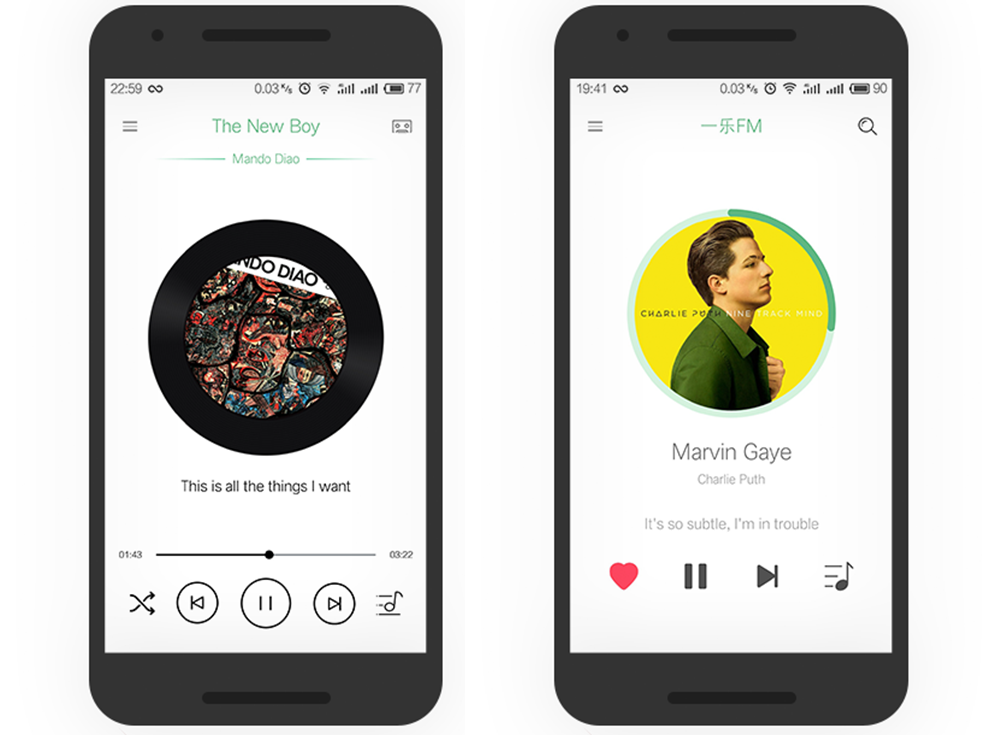 22:59 0.03 K/s 77
The New Boy
Mando Diao
NDO DIAO
This is all the things I want
01:43 03:22
19:41 0.03 K/s 90
一乐FM
CHARLIE PUTH NINE TRACK MIND
Marvin Gaye
Charlie Puth
It's so subtle, I'm in trouble